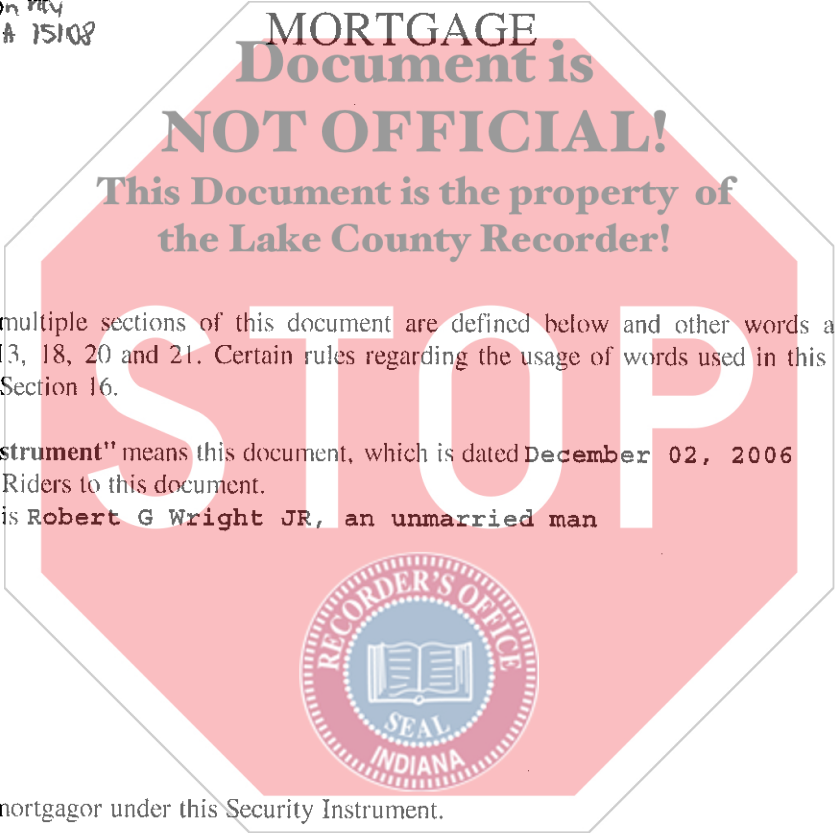 A 15108
MORTGAGE
Document is
NOT OFFICIAL!
This Document is the property of
the Lake County Recorder!
multiple sections of this document are defined below and other words a
13, 18, 20 and 21. Certain rules regarding the usage of words used in this
Section 16.
strument" means this document, which is dated December 02, 2006
Riders to this document.
is Robert G Wright JR, an unmarried man
STOP
RECORDER'S OFFICE
SEAL
INDIANA
mortgagor under this Security Instrument.